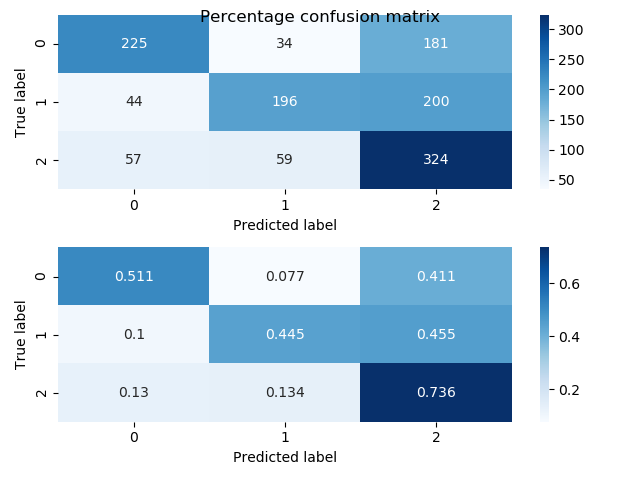 Percentage confusion matrix
0 225 34 181 300
250
1 44 196 200 200
150
100
2 57 59 324 50
True label
0 1 2
Predicted label
0 0.511 0.077 0.411 0.6
1 0.1 0.445 0.455 0.4
2 0.13 0.134 0.736 0.2
True label
0 1 2
Predicted label